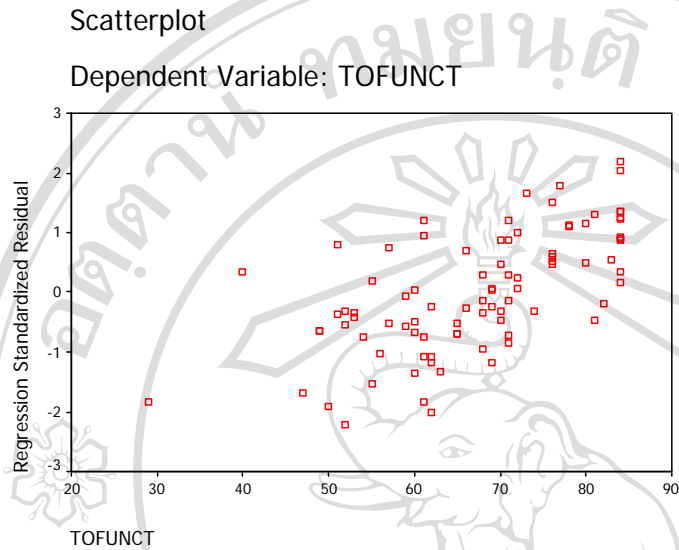 Scatterplot
Dependent Variable: TOFUNCT
Regression Standardized Residual
3
2
1
0
-1
-2
-3
20 30 40 50 60 70 80 90
TOFUNCT